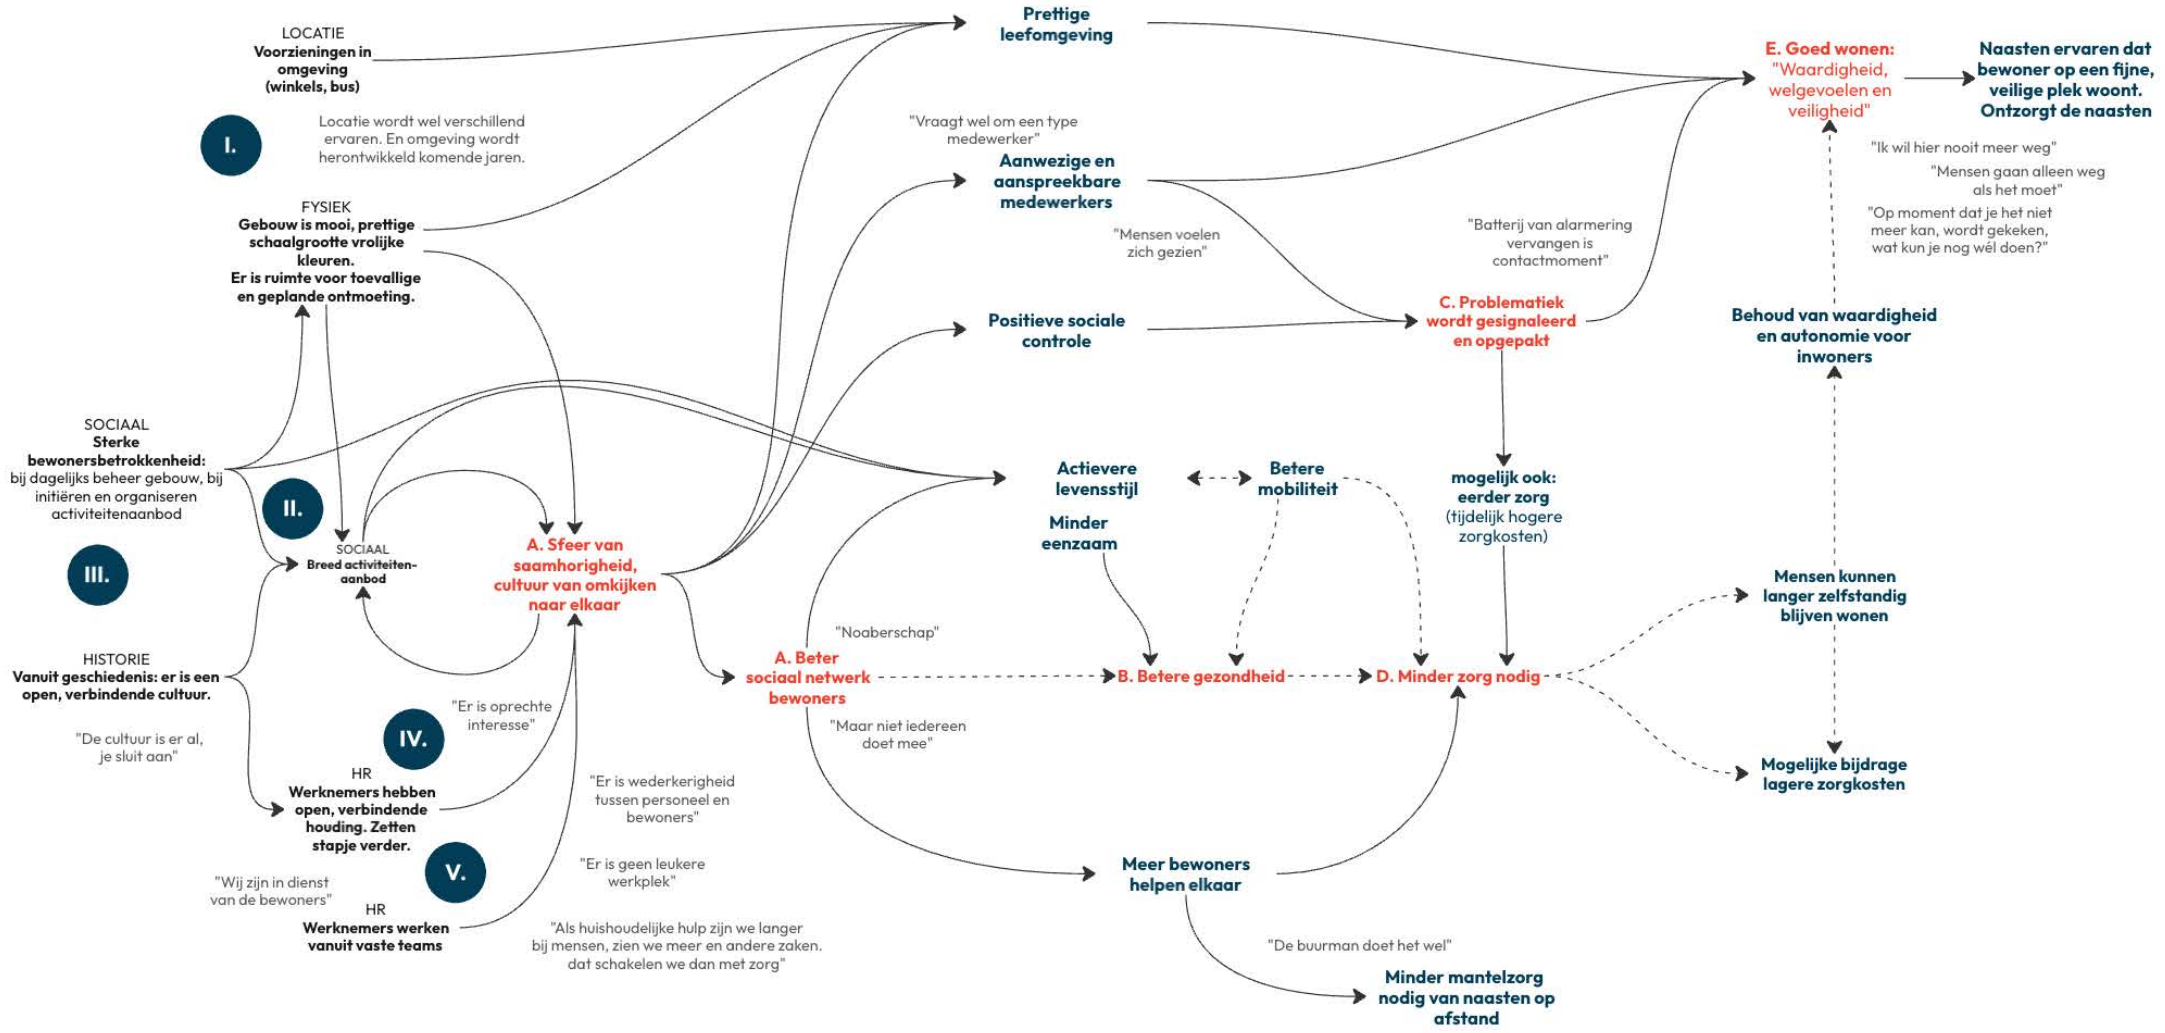 LOCATIE
Voorzieningen in
omgeving
(winkels, bus)
I.
Locatie wordt wel verschillend
ervaren. En omgeving wordt
herontwikkeld komende jaren.
FYSIEK
Gebouw is mooi, prettige
schaalgrootte vrolijke
kleuren.
Er is ruimte voor toevallige
en geplande ontmoeting.
SOCIAAL
Sterke
bewonersbetrokkenheid:
bij dagelijks beheer gebouw, bij
initiëren en organiseren
activiteitenaanbod
II.
SOCIAAL
Breed activiteiten-
aanbod
III.
HISTORIE
Vanuit geschiedenis: er is een
open, verbindende cultuur.
"De cultuur is er al,
je sluit aan"
IV.
"Er is oprechte
interesse"
HR
Werknemers hebben
open, verbindende
houding. Zetten
stapje verder.
V.
"Wij zijn in dienst
van de bewoners"
HR
Werknemers werken
vanuit vaste teams
A. Sfeer van
saamhorigheid,
cultuur van omkijken
naar elkaar
"Er is wederkerigheid
tussen personeel en
bewoners"
"Er is geen leukere
werkplek"
"Als huishoudelijke hulp zijn we langer
bij mensen, zien we meer en andere zaken.
dat schakelen we dan met zorg"
Prettige
leefomgeving
"Vraagt wel om een type
medewerker"
Aanwezige en
aanspreekbare
medewerkers
"Mensen voelen
zich gezien"
Positieve sociale
controle
Actievere
levensstijl
Betere
mobiliteit
Minder
eenzaam
"Noaberschap"
A. Beter
sociaal netwerk
bewoners
"Maar niet iedereen
doet mee"
B. Betere gezondheid
D. Minder zorg nodig
Meer bewoners
helpen elkaar
"De buurman doet het wel"
Minder mantelzorg
nodig van naasten op
afstand
"Batterij van alarmering
vervangen is
contactmoment"
C. Problematiek
wordt gesignaleerd
en opgepakt
mogelijk ook:
eerder zorg
(tijdelijk hogere
zorgkosten)
E. Goed wonen:
"Waardigheid,
welgevoelen en
veiligheid"
Naasten ervaren dat
bewoner op een fijne,
veilige plek woont.
Ontzorgt de naasten
"Ik wil hier nooit meer weg"
"Mensen gaan alleen weg
als het moet"
"Op moment dat je het niet
meer kan, wordt gekeken,
wat kun je nog wél doen?"
Behoud van waardigheid
en autonomie voor
inwoners
Mensen kunnen
langer zelfstandig
blijven wonen
Mogelijke bijdrage
lagere zorgkosten